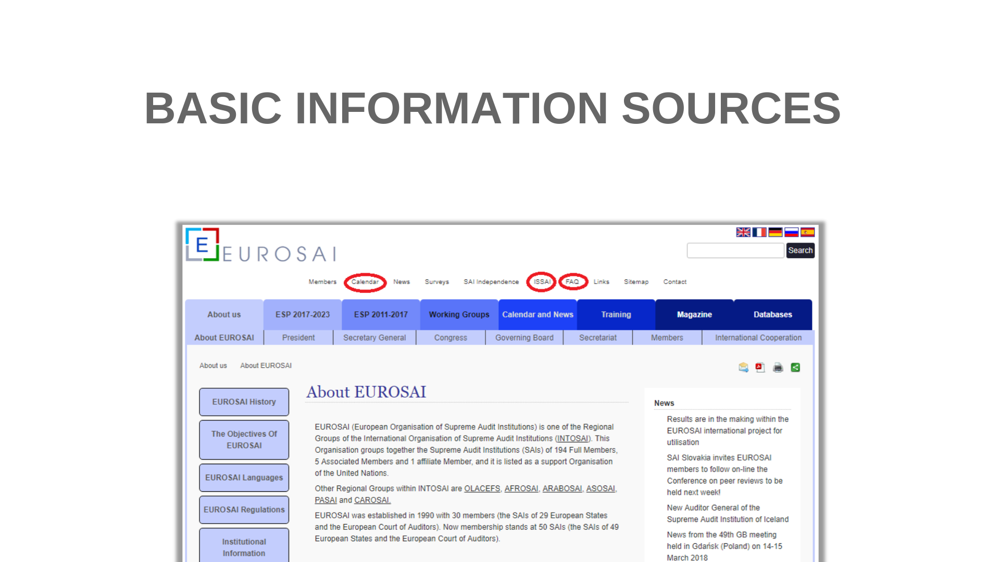 BASIC INFORMATION SOURCES
E EUROSAI
Search
Members Calendar News Surveys SAI Independence ISSAI FAQ Links Sitemap Contact
About us ESP 2017-2023 ESP 2011-2017 Working Groups Calendar and News Training Magazine Databases
About EUROSAI President Secretary General Congress Governing Board Secretariat Members International Cooperation
About us About EUROSAI
EUROSAI History
The Objectives Of
EUROSAI
EUROSAI Languages
EUROSAI Regulations
Institutional
Information
About EUROSAI
EUROSAI (European Organisation of Supreme Audit Institutions) is one of the Regional
Groups of the International Organisation of Supreme Audit Institutions (INTOSAI). This
Organisation groups together the Supreme Audit Institutions (SAIs) of 194 Full Members,
5 Associated Members and 1 affiliate Member, and it is listed as a support Organisation
of the United Nations.
Other Regional Groups within INTOSAI are OLACEFS, AFROSAI, ARABOSAI, ASOSAI,
PASAI and CAROSAI.
EUROSAI was established in 1990 with 30 members (the SAIs of 29 European States
and the European Court of Auditors). Now membership stands at 50 SAIs (the SAIs of 49
European States and the European Court of Auditors).
News
Results are in the making within the
EUROSAI international project for
utilisation
SAI Slovakia invites EUROSAI
members to follow on-line the
Conference on peer reviews to be
held next week!
New Auditor General of the
Supreme Audit Institution of Iceland
News from the 49th GB meeting
held in Gdańsk (Poland) on 14-15
March 2018